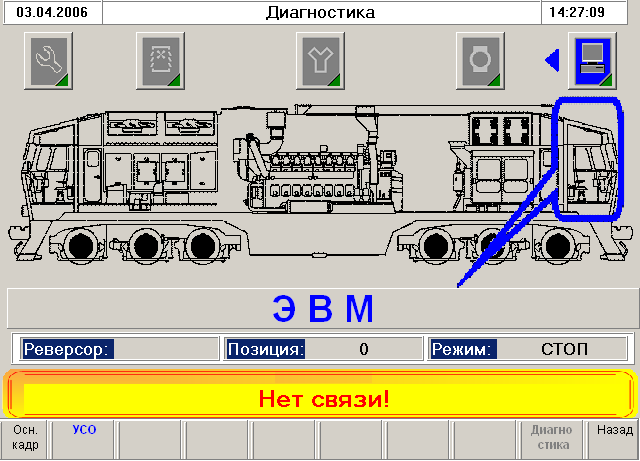 03.04.2006 Диагностика 14:27:09
Э В М
Реверсор: Позиция: 0 Режим: СТОП
Нет связи!
Осн. кадр УСО Диагно стика Назад